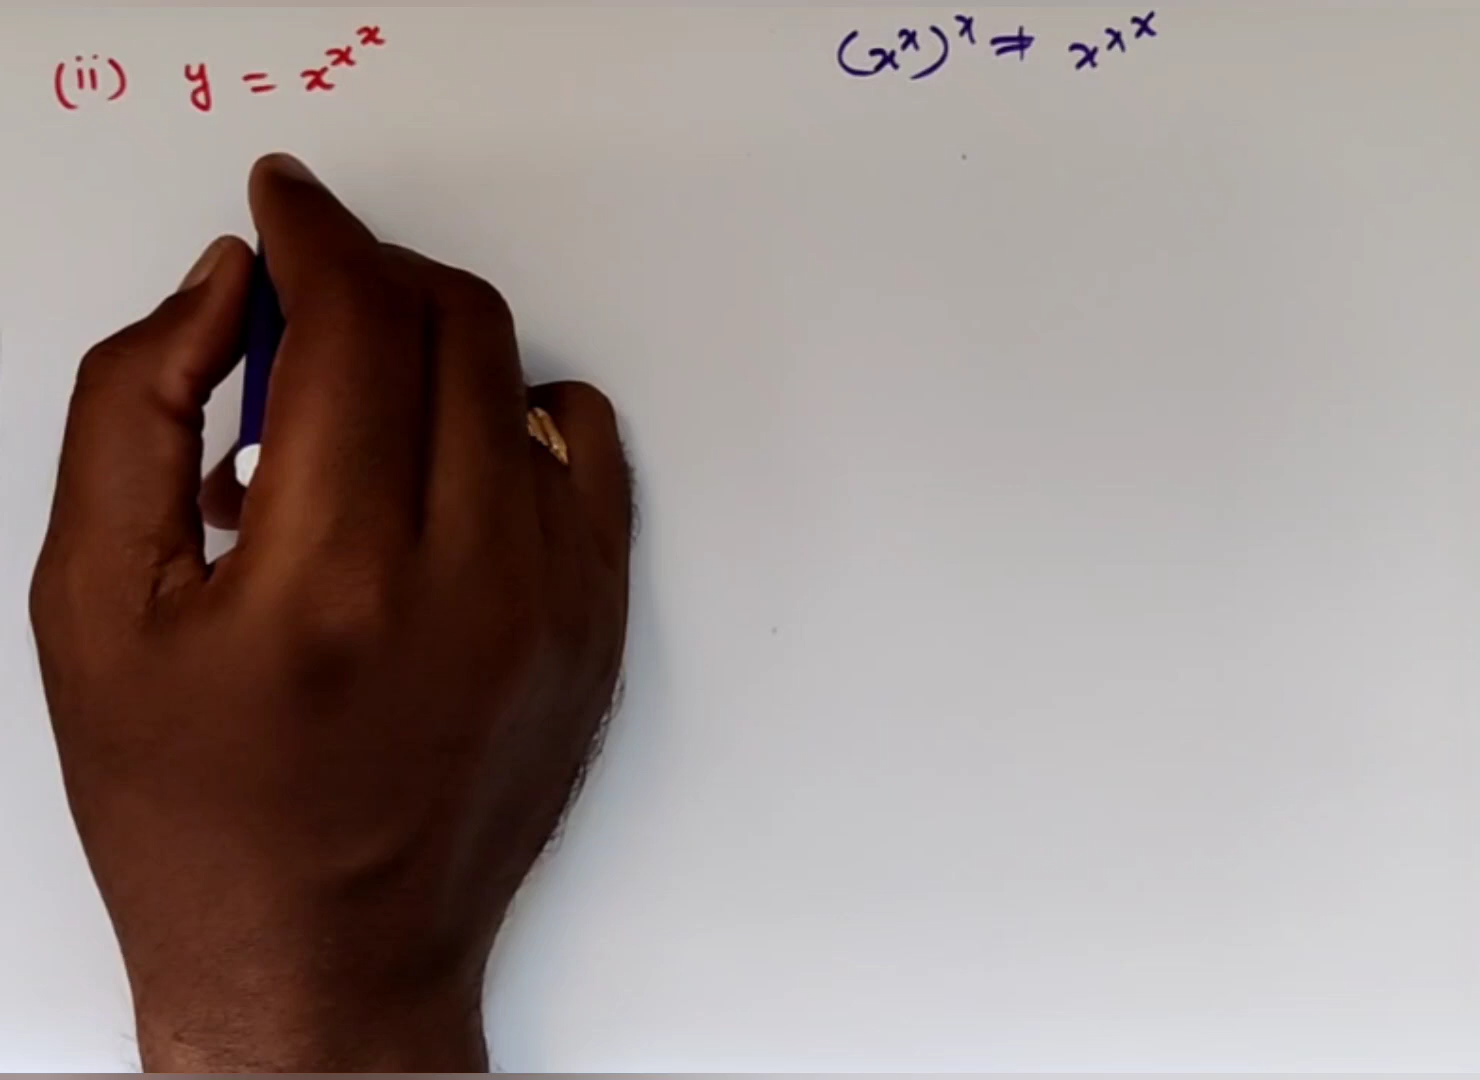 (ii) y = x^{x^x}
(x^x)^x ≠ x^{x^x}